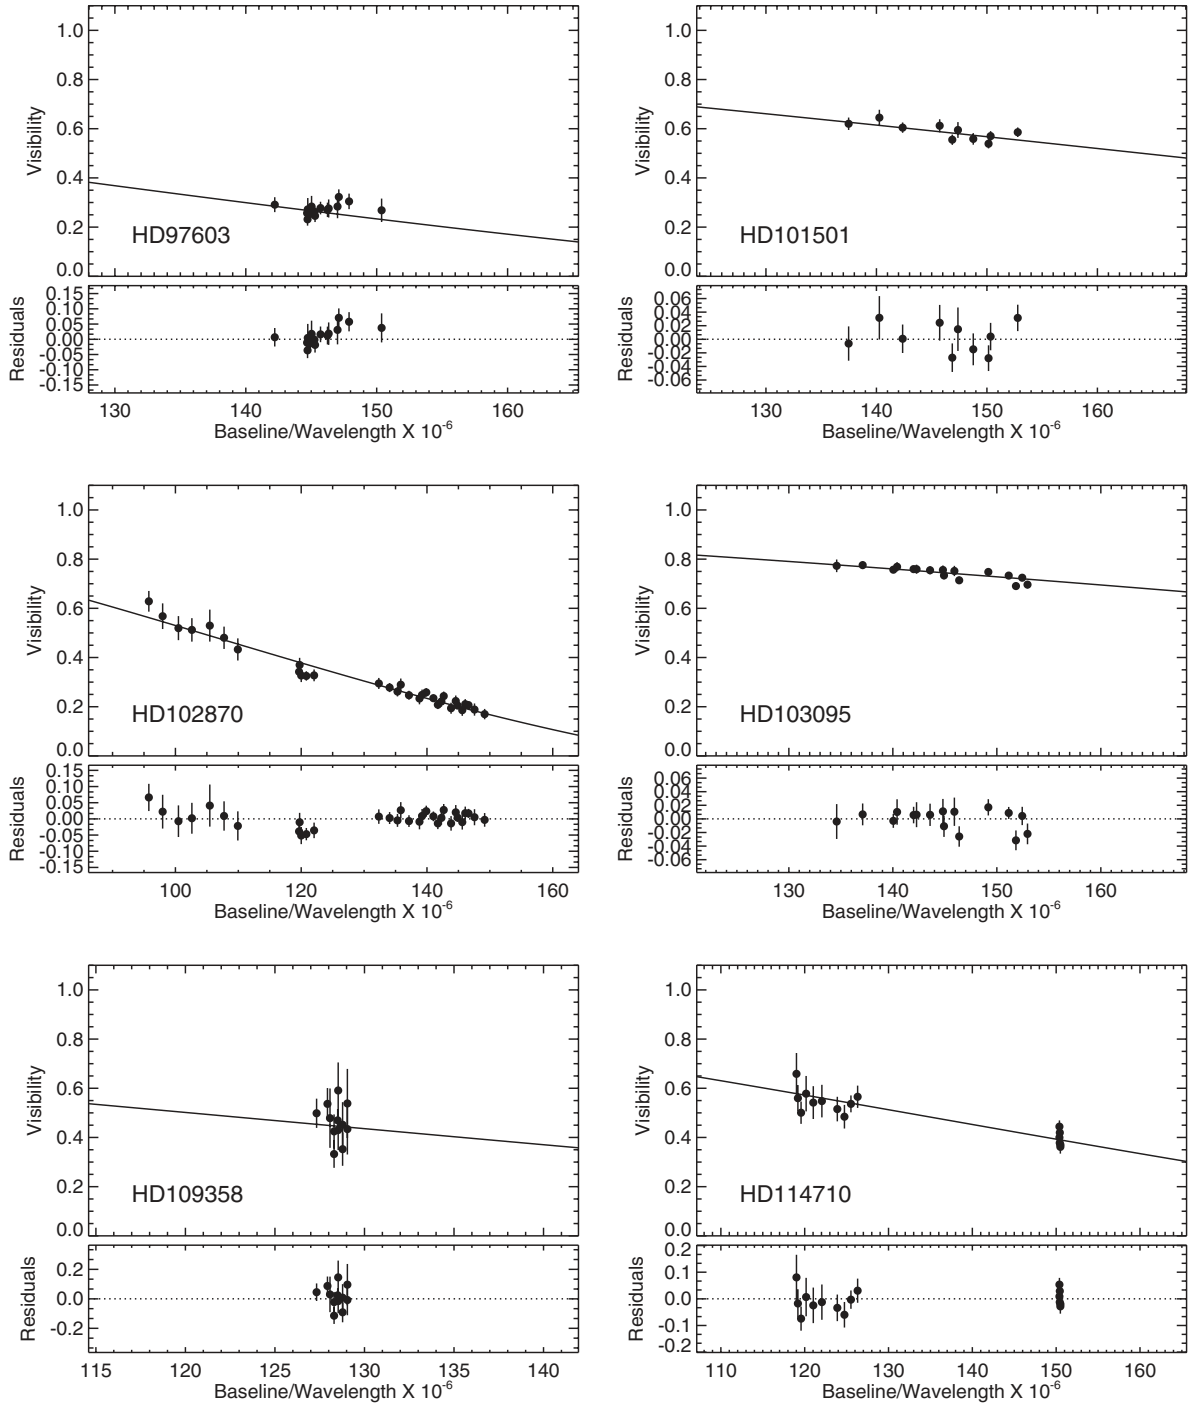 1.0
0.8
0.6
0.4
0.2
0.0
Visibility
HD97603
0.15
0.10
0.05
0.00
-0.05
-0.10
-0.15
Residuals
130 140 150 160
Baseline/Wavelength X 10-6
1.0
0.8
0.6
0.4
0.2
0.0
Visibility
HD101501
0.06
0.04
0.02
0.00
-0.02
-0.04
-0.06
Residuals
130 140 150 160
Baseline/Wavelength X 10-6
1.0
0.8
0.6
0.4
0.2
0.0
Visibility
HD102870
0.15
0.10
0.05
0.00
-0.05
-0.10
-0.15
Residuals
100 120 140 160
Baseline/Wavelength X 10-6
1.0
0.8
0.6
0.4
0.2
0.0
Visibility
HD103095
0.06
0.04
0.02
0.00
-0.02
-0.04
-0.06
Residuals
130 140 150 160
Baseline/Wavelength X 10-6
1.0
0.8
0.6
0.4
0.2
0.0
Visibility
HD109358
0.2
0.0
-0.2
Residuals
115 120 125 130 135 140
Baseline/Wavelength X 10-6
1.0
0.8
0.6
0.4
0.2
0.0
Visibility
HD114710
0.2
0.1
0.0
-0.1
-0.2
Residuals
110 120 130 140 150 160
Baseline/Wavelength X 10-6